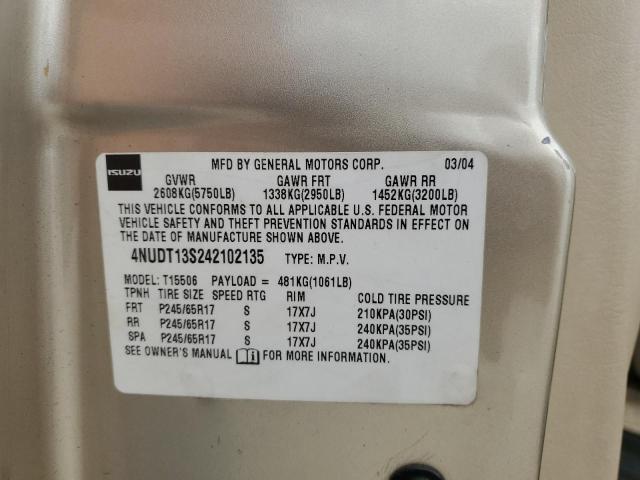 ISUZU
MFD BY GENERAL MOTORS CORP. 03/04
GVWR GAWR FRT GAWR RR
2608KG(5750LB) 1338KG(2950LB) 1452KG(3200LB)
THIS VEHICLE CONFORMS TO ALL APPLICABLE U.S. FEDERAL MOTOR
VEHICLE SAFETY AND THEFT PREVENTION STANDARDS IN EFFECT ON
THE DATE OF MANUFACTURE SHOWN ABOVE.
4NUDT13S242102135 TYPE: M.P.V.
MODEL: T15506 PAYLOAD = 481KG(1061LB)
TPNH TIRE SIZE SPEED RTG RIM COLD TIRE PRESSURE
FRT P245/65R17 S 17X7J 210KPA(30PSI)
RR P245/65R17 S 17X7J 240KPA(35PSI)
SPA P245/65R17 S 17X7J 240KPA(35PSI)
SEE OWNER'S MANUAL FOR MORE INFORMATION.